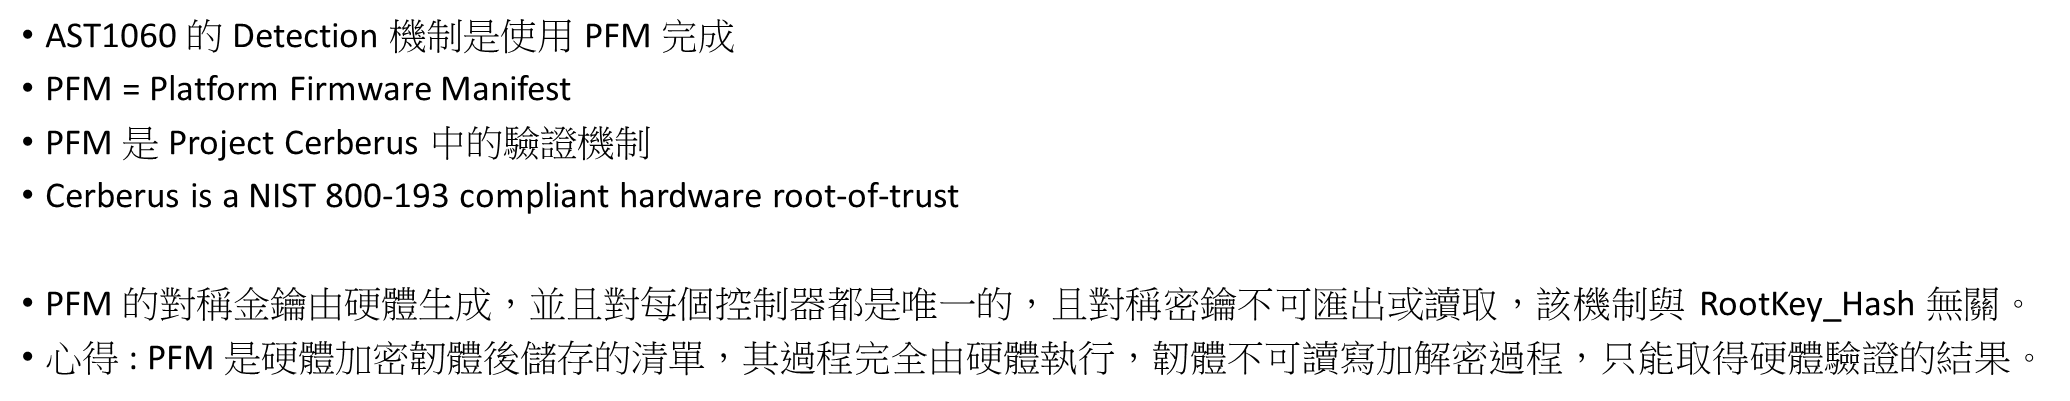 • AST1060 的 Detection 機制是使用 PFM 完成
• PFM = Platform Firmware Manifest
• PFM 是 Project Cerberus 中的驗證機制
• Cerberus is a NIST 800-193 compliant hardware root-of-trust
• PFM 的對稱金鑰由硬體生成，並且對每個控制器都是唯一的，且對稱密鑰不可匯出或讀取，該機制與 RootKey_Hash 無關。
• 心得 : PFM 是硬體加密韌體後儲存的清單，其過程完全由硬體執行，韌體不可讀寫加解密過程，只能取得硬體驗證的結果。